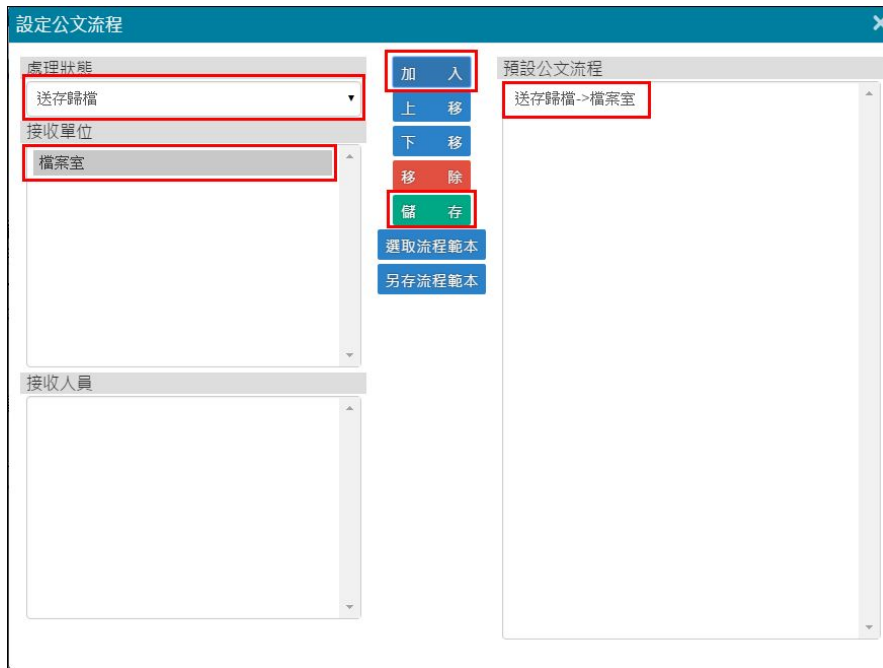 設定公文流程
處理狀態
送存歸檔
接收單位
檔案室
接收人員
加 入
上 移
下 移
移 除
儲 存
選取流程範本
另存流程範本
預設公文流程
送存歸檔->檔案室